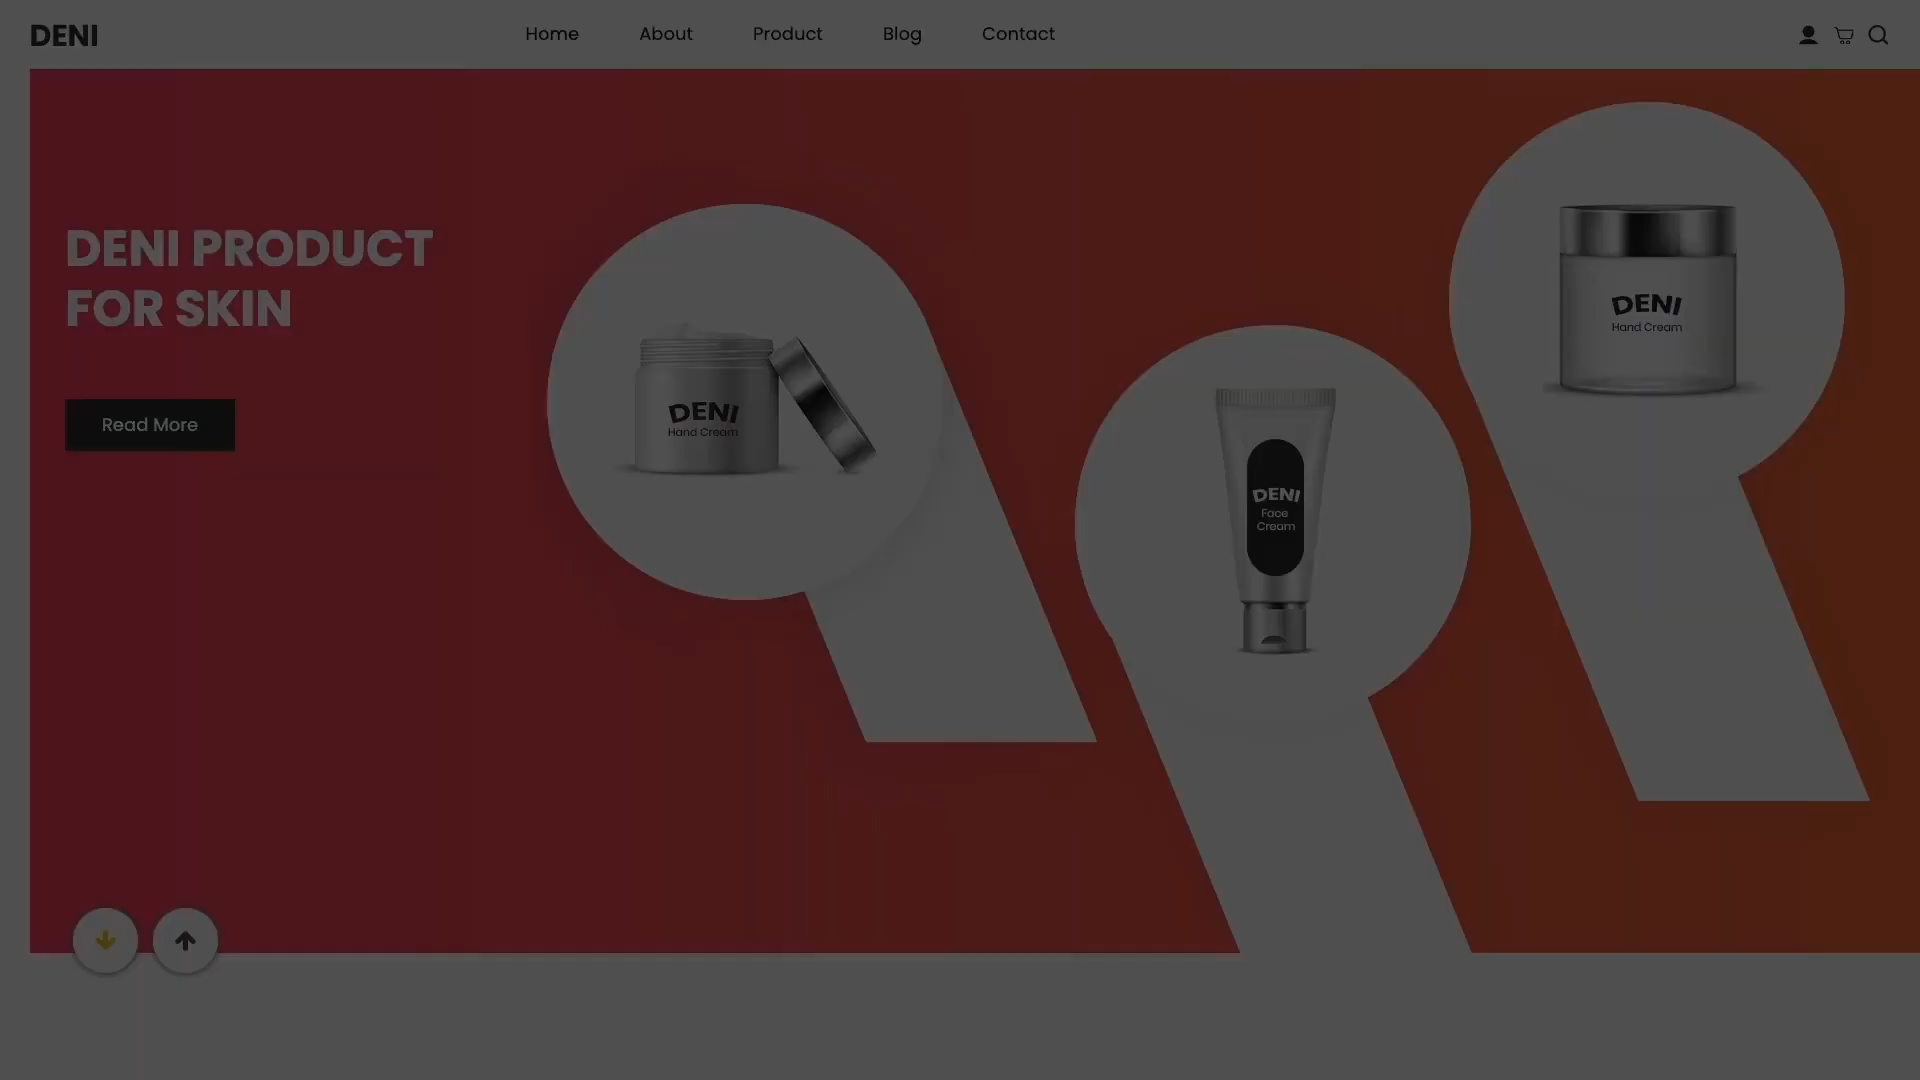 DENI
Home
About
Product
Blog
Contact
DENI PRODUCT
FOR SKIN
Read More
DENI
Hand Cream
DENI
Face
Cream
DENI
Hand Cream